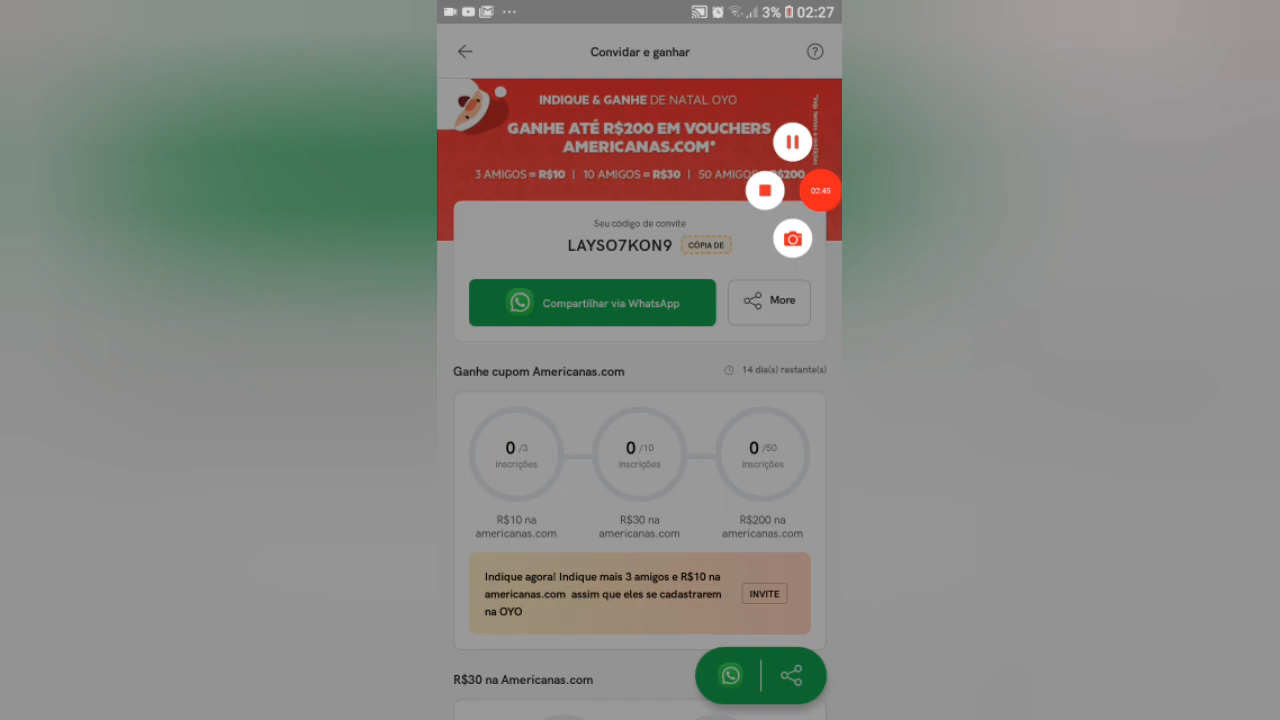 3% 02:27
Convidar e ganhar
INDIQUE & GANHE DE NATAL OYO
GANHE ATÉ R$200 EM VOUCHERS
AMERICANAS.COM*
3 AMIGOS = R$10 | 10 AMIGOS = R$30 | 50 AMIGOS = R$200
02:45
Seu código de convite
LAYSO7KON9 CÓPIA DE
Compartilhar via WhatsApp
More
Ganhe cupom Americanas.com
14 dia(s) restante(s)
0 /3 0 /10 0 /50
inscrições inscrições inscrições
R$10 na R$30 na R$200 na
americanas.com americanas.com americanas.com
Indique agora! Indique mais 3 amigos e R$10 na
americanas.com assim que eles se cadastrarem
na OYO
INVITE
R$30 na Americanas.com